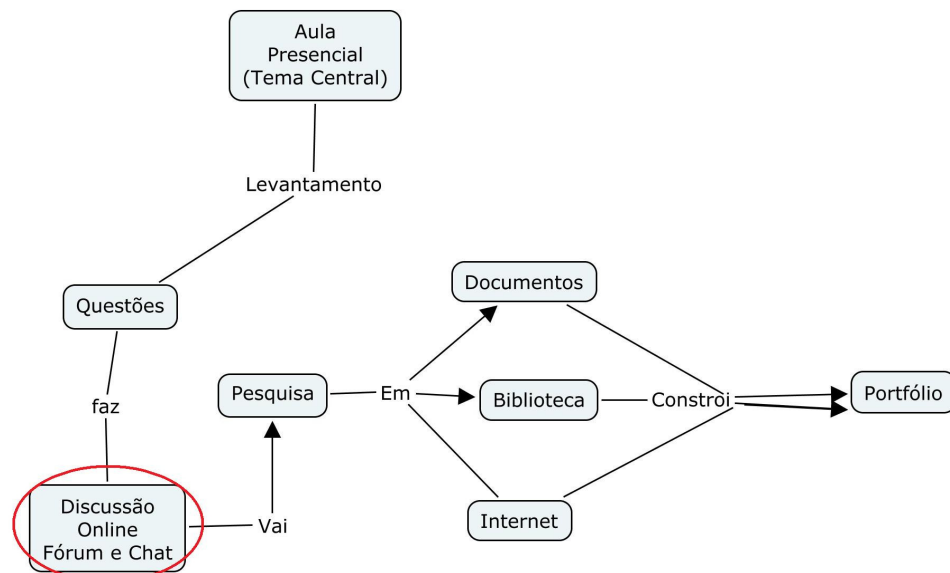 Aula
Presencial
(Tema Central)
Levantamento
Questões
faz
Discussão
Online
Fórum e Chat
Vai
Pesquisa
Em
Documentos
Biblioteca
Internet
Constrói
Portfólio